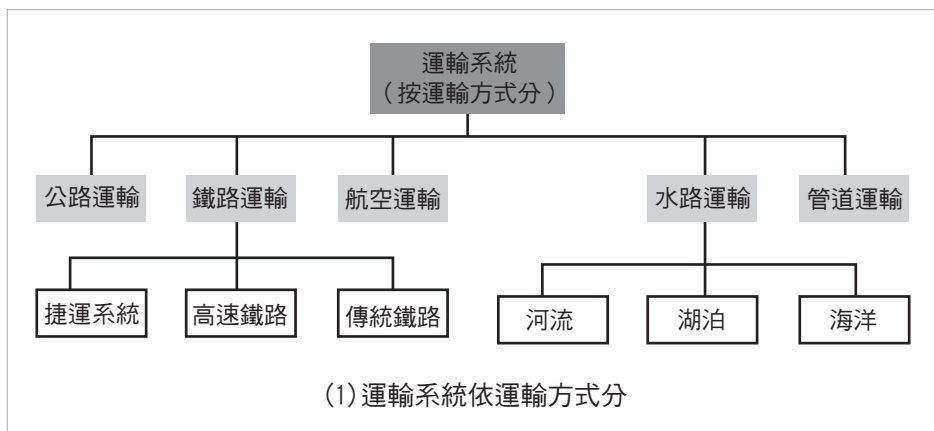 運輸系統
(按運輸方式分)
公路運輸
鐵路運輸
航空運輸
水路運輸
管道運輸
捷運系統
高速鐵路
傳統鐵路
河流
湖泊
海洋
(1)運輸系統依運輸方式分